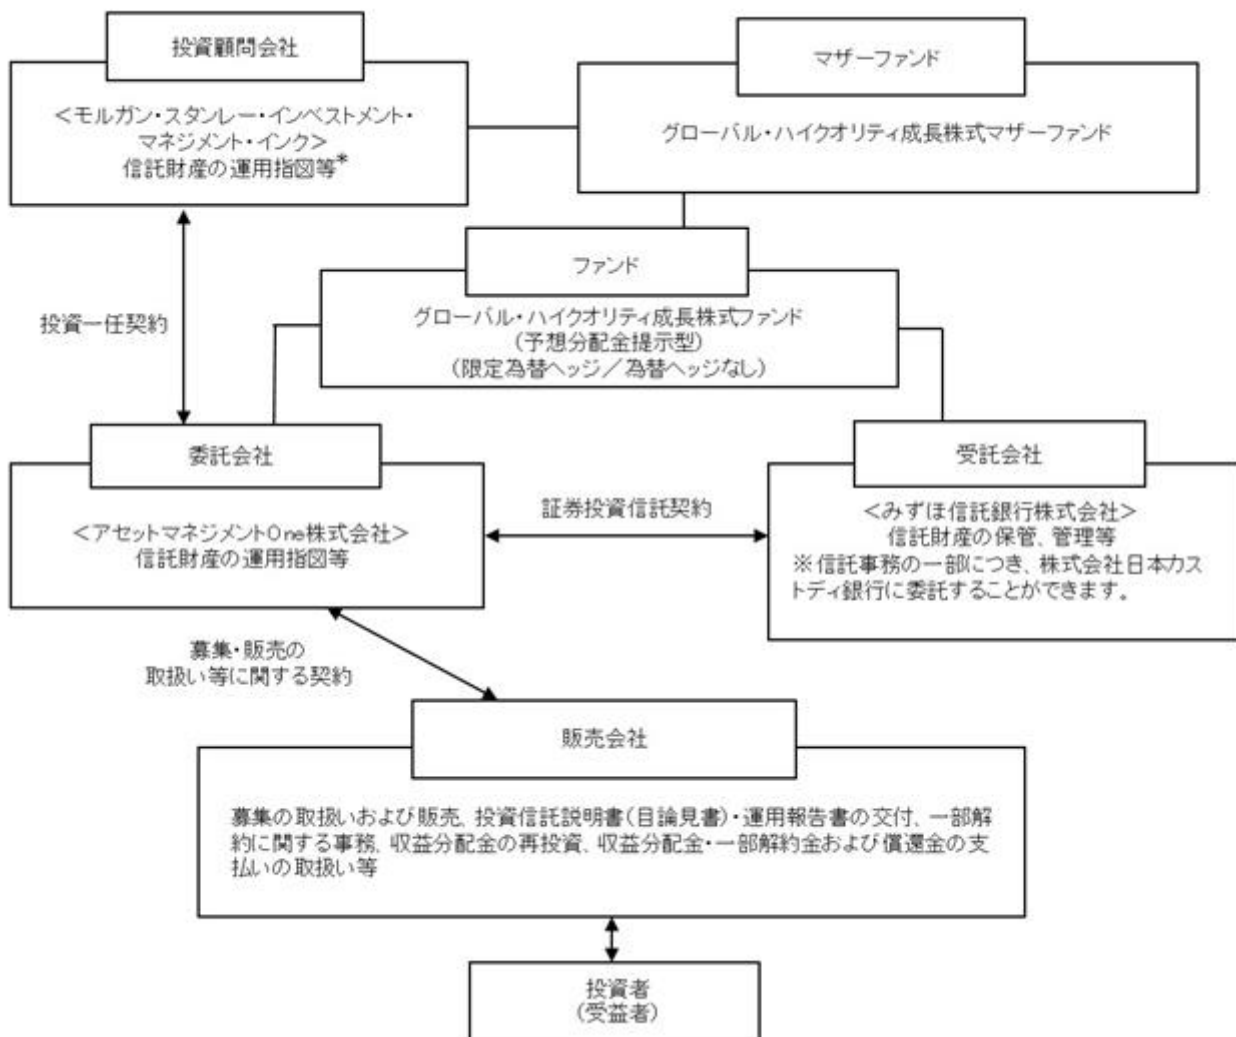 投資顧問会社
<モルガン・スタンレー・インベストメント・
マネジメント・インク>
信託財産の運用指図等*
マザーファンド
グローバル・ハイクオリティ成長株式マザーファンド
ファンド
グローバル・ハイクオリティ成長株式ファンド
(予想分配金提示型)
(限定為替ヘッジ/為替ヘッジなし)
投資一任契約
委託会社
<アセットマネジメントOne株式会社>
信託財産の運用指図等
証券投資信託契約
受託会社
<みずほ信託銀行株式会社>
信託財産の保管、管理等
※信託事務の一部につき、株式会社日本カス
トディ銀行に委託することができます。
募集・販売の
取扱い等に関する契約
販売会社
募集の取扱いおよび販売、投資信託説明書(目論見書)・運用報告書の交付、一部解
約に関する事務、収益分配金の再投資、収益分配金・一部解約金および償還金の支
払いの取扱い等
投資者
(受益者)